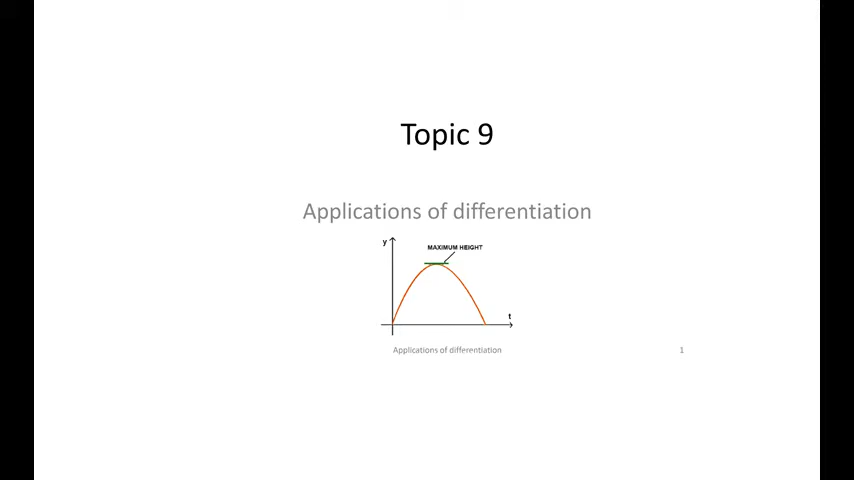 Topic 9
Applications of differentiation
y
MAXIMUM HEIGHT
t
Applications of differentiation
1